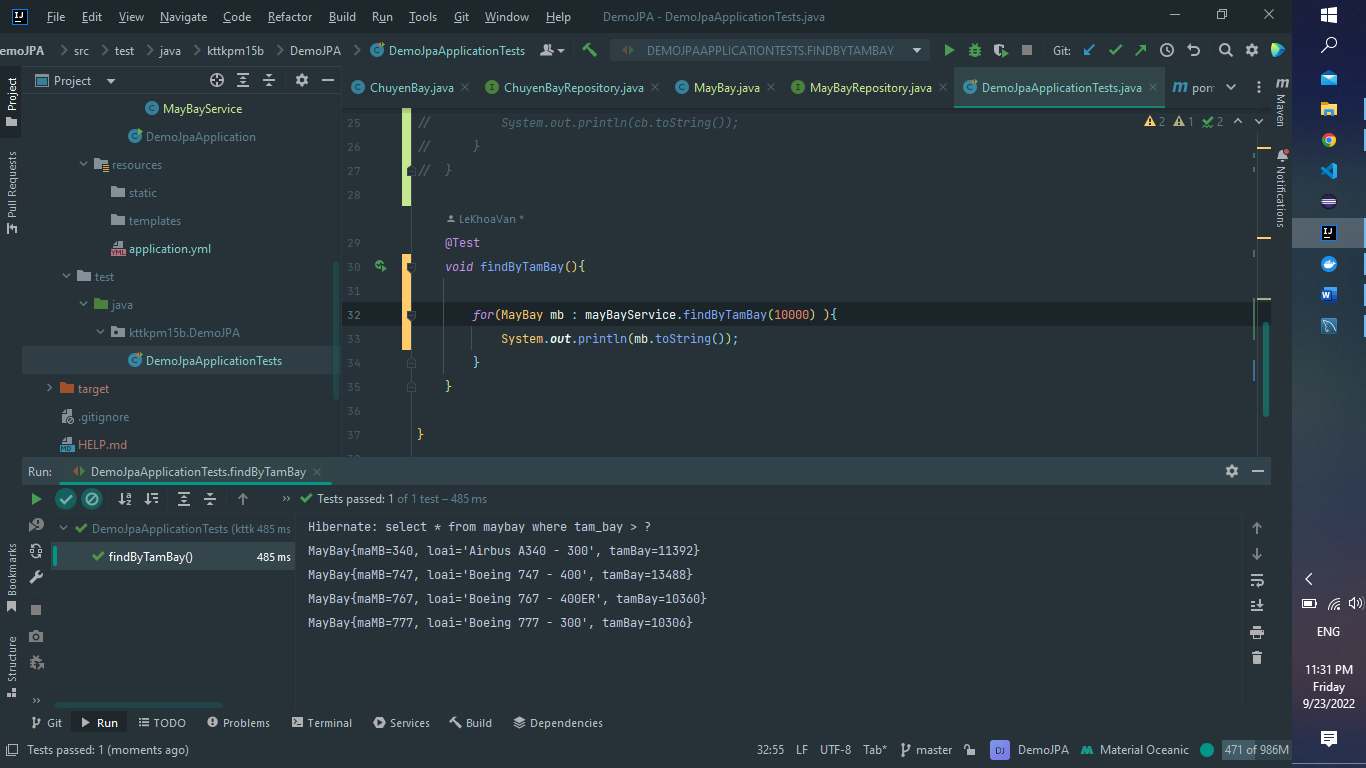 File Edit View Navigate Code Refactor Build Run Tools Git Window Help DemoJPA - DemoJpaApplicationTests.java
emoJPA src test java kttkpm15b DemoJPA DemoJpaApplicationTests DEMOJPAAPPLICATIONTESTS.FINDBYTAMBAY Git:
Project
ChuyenBay.java ChuyenBayRepository.java MayBay.java MayBayRepository.java DemoJpaApplicationTests.java pom
Project
Pull Requests
Bookmarks
Structure
MayBayService
DemoJpaApplication
resources
static
templates
application.yml
test
java
kttkpm15b.DemoJPA
DemoJpaApplicationTests
target
.gitignore
HELP.md
2 1 2
25 // System.out.println(cb.toString());
26 // }
27 // }
28
LeKhoaVan *
29 @Test
30 void findByTamBay(){
31
32 for(MayBay mb : mayBayService.findByTamBay(10000) ){
33 System.out.println(mb.toString());
34 }
35 }
36
37 }
Maven
Notifications
Run: DemoJpaApplicationTests.findByTamBay
Tests passed: 1 of 1 test – 485 ms
DemoJpaApplicationTests (kttk 485 ms
findByTamBay() 485 ms
Hibernate: select * from maybay where tam_bay > ?
MayBay{maMB=340, loai='Airbus A340 - 300', tamBay=11392}
MayBay{maMB=747, loai='Boeing 747 - 400', tamBay=13488}
MayBay{maMB=767, loai='Boeing 767 - 400ER', tamBay=10360}
MayBay{maMB=777, loai='Boeing 777 - 300', tamBay=10306}
Git Run TODO Problems Terminal Services Build Dependencies
Tests passed: 1 (moments ago) 32:55 LF UTF-8 Tab* master DJ DemoJPA Material Oceanic 471 of 986M
ENG
11:31 PM
Friday
9/23/2022